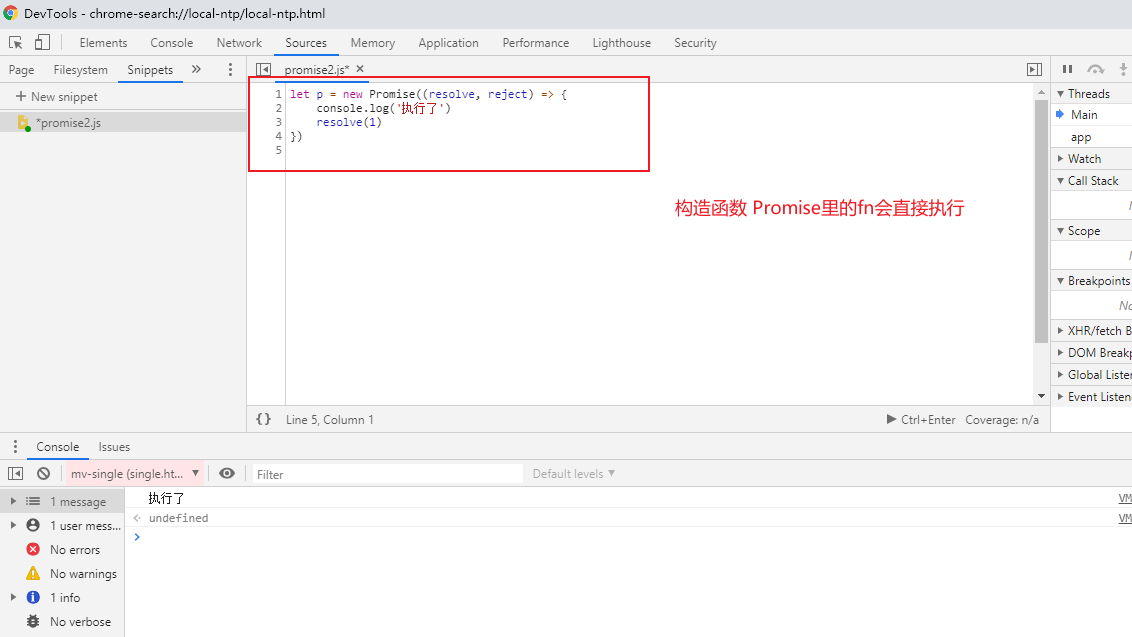 DevTools - chrome-search://local-ntp/local-ntp.html
Elements Console Network Sources Memory Application Performance Lighthouse Security
Page Filesystem Snippets promise2.js*
+ New snippet
*promise2.js
1 let p = new Promise((resolve, reject) => {
2 console.log('执行了')
3 resolve(1)
4 })
5
构造函数 Promise里的fn会直接执行
Threads
Main
app
Watch
Call Stack
Scope
Breakpoints
No
XHR/fetch B
DOM Breakp
Global Listen
Event Listen
{} Line 5, Column 1 Ctrl+Enter Coverage: n/a
Console Issues
mv-single (single.ht... Filter Default levels
1 message
1 user mess...
No errors
No warnings
1 info
No verbose
执行了 VM
undefined VM